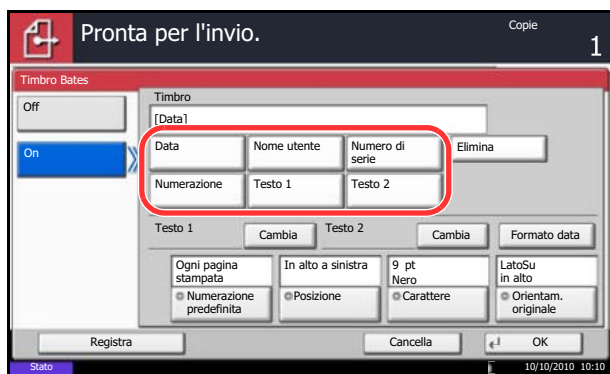 Pronta per l'invio.
Copie
1
Timbro Bates
Off
On
Timbro
[Data]
Data
Nome utente
Numero di
serie
Elimina
Numerazione
Testo 1
Testo 2
Testo 1
Cambia
Testo 2
Cambia
Formato data
Ogni pagina
stampata
In alto a sinistra
9 pt
Nero
LatoSu
in alto
Numerazione
predefinita
Posizione
Carattere
Orientam.
originale
Registra
Cancella
OK
Stato
10/10/2010 10:10